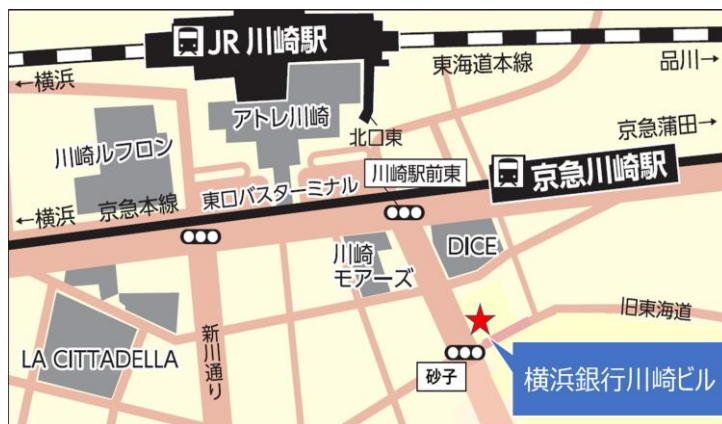 JR 川崎駅
←横浜
東海道本線
品川→
アトレ川崎
北口東
川崎ルフロン
京急蒲田→
川崎駅前東
京急川崎駅
東口バスターミナル
←横浜
京急本線
川崎
モアーズ
DICE
旧東海道
新川通り
LA CITTADELLA
砂子
横浜銀行川崎ビル